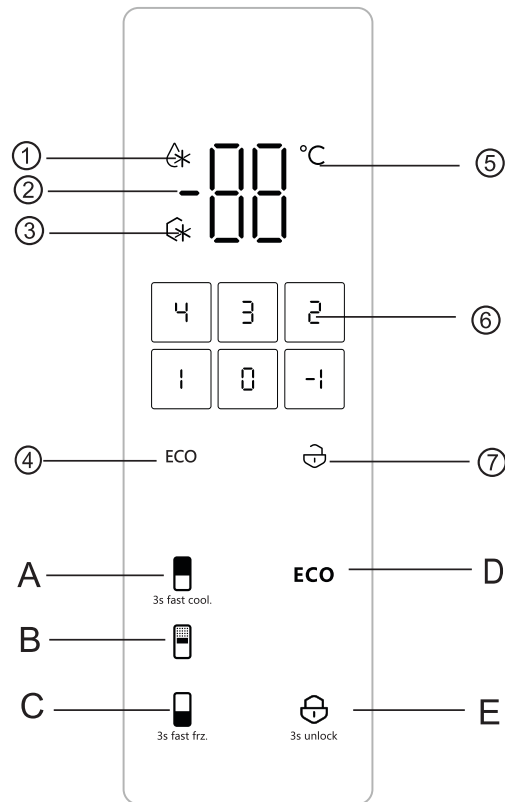 ① -88 °C ⑤
②
③
4 3 2 ⑥
1 0 -1
④ ECO ⑦
A ECO D
3s fast cool.
B
C E
3s fast frz. 3s unlock